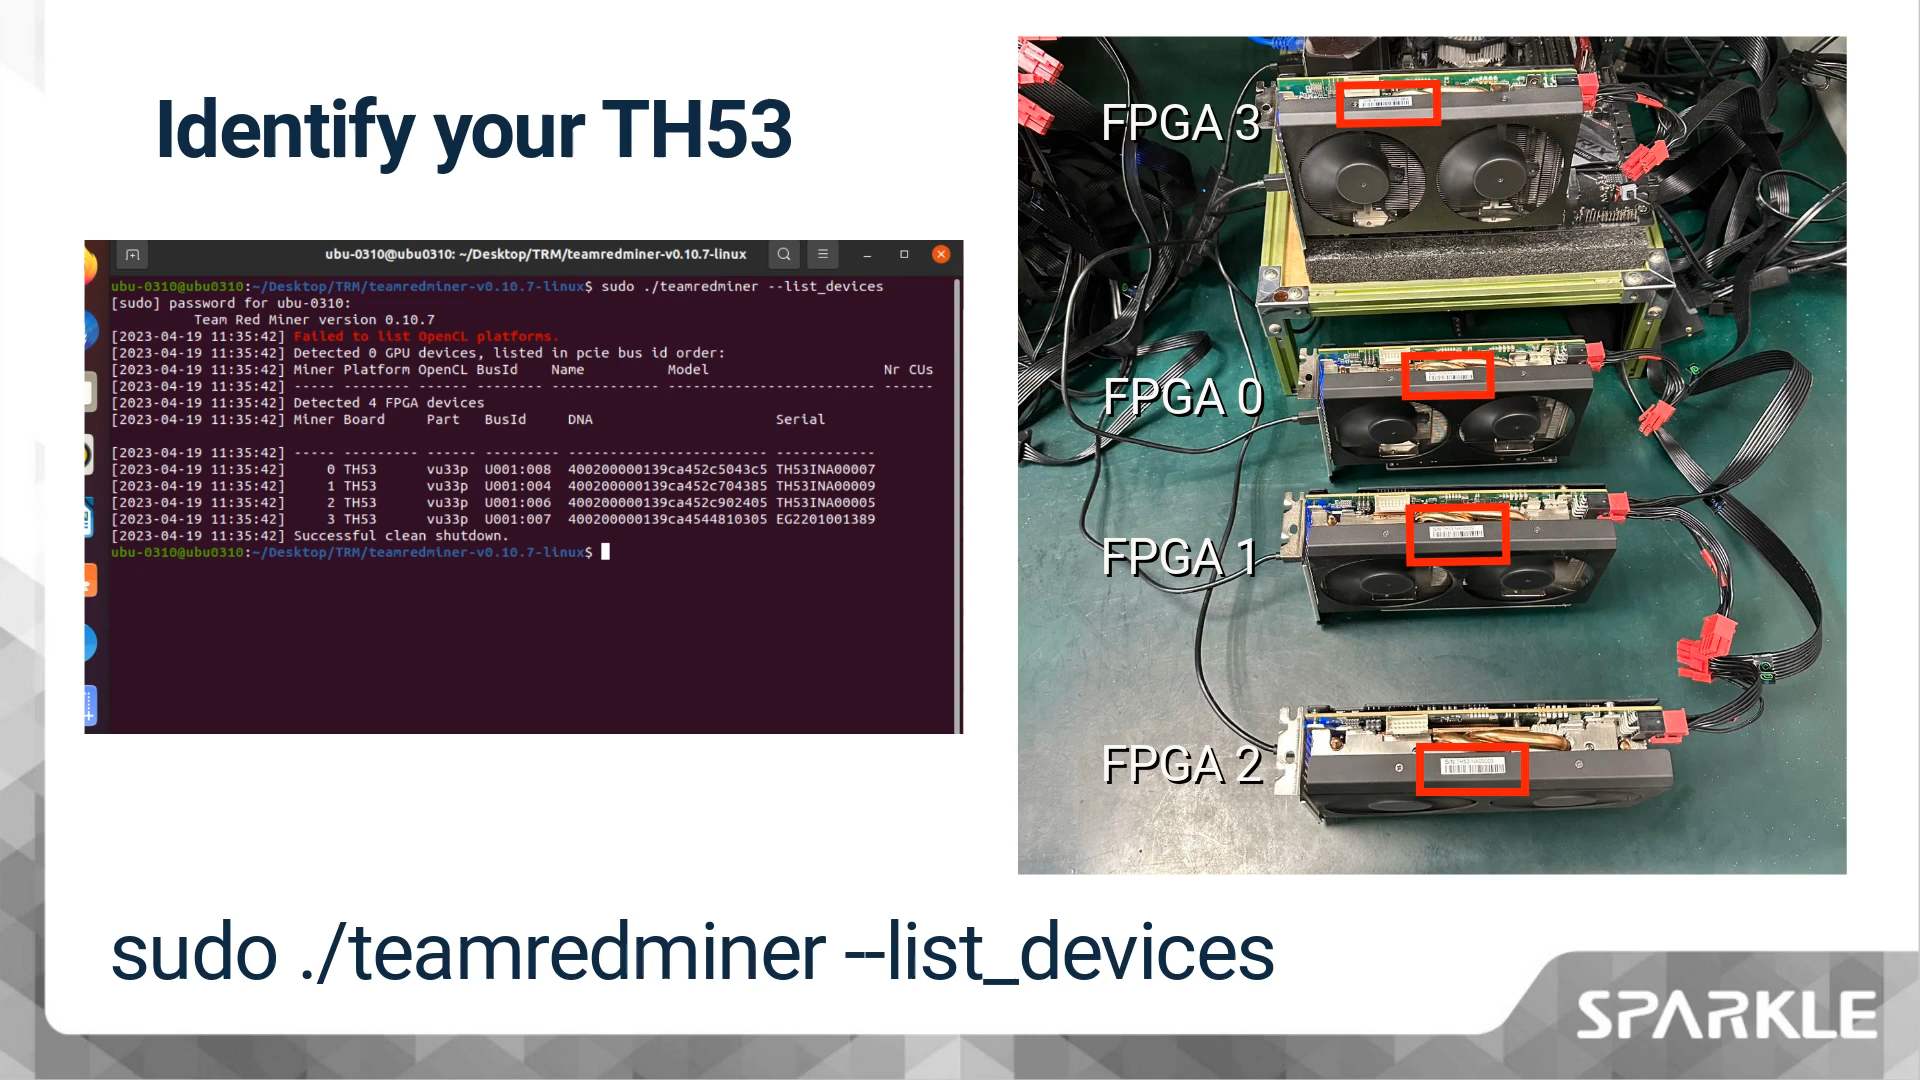 Identify your TH53
ubu-0310@ubu0310: ~/Desktop/TRM/teamredminer-v0.10.7-linux
ubu-0310@ubu0310:~/Desktop/TRM/teamredminer-v0.10.7-linux$ sudo ./teamredminer --list_devices
[sudo] password for ubu-0310:
Team Red Miner version 0.10.7
[2023-04-19 11:35:42] Failed to list OpenCL platforms.
[2023-04-19 11:35:42] Detected 0 GPU devices, listed in pcie bus id order:
[2023-04-19 11:35:42] Miner Platform OpenCL BusId Name Model Nr CUs
[2023-04-19 11:35:42] ----- -------- ------ -------- ------------- ------------------------- ------
[2023-04-19 11:35:42] Detected 4 FPGA devices
[2023-04-19 11:35:42] Miner Board Part BusId DNA Serial
[2023-04-19 11:35:42] ----- --------- ------ --------- ------------------------ ------------
[2023-04-19 11:35:42] 0 TH53 vu33p U001:008 400200000139ca452c5043c5 TH53INA00007
[2023-04-19 11:35:42] 1 TH53 vu33p U001:004 400200000139ca452c704385 TH53INA00009
[2023-04-19 11:35:42] 2 TH53 vu33p U001:006 400200000139ca452c902405 TH53INA00005
[2023-04-19 11:35:42] 3 TH53 vu33p U001:007 400200000139ca4544810305 EG2201001389
[2023-04-19 11:35:42] Successful clean shutdown.
ubu-0310@ubu0310:~/Desktop/TRM/teamredminer-v0.10.7-linux$
FPGA 3
FPGA 0
FPGA 1
FPGA 2
sudo ./teamredminer --list_devices
SPARKLE